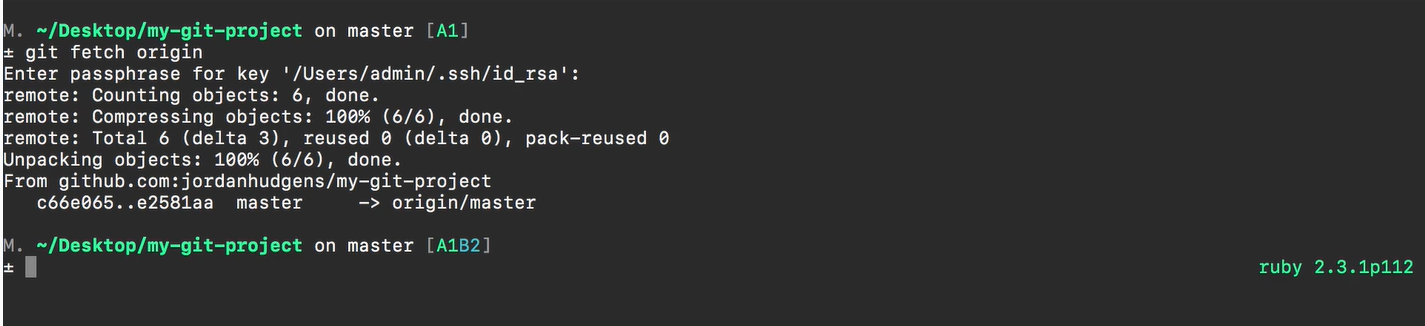 M. ~/Desktop/my-git-project on master [A1]
± git fetch origin
Enter passphrase for key '/Users/admin/.ssh/id_rsa':
remote: Counting objects: 6, done.
remote: Compressing objects: 100% (6/6), done.
remote: Total 6 (delta 3), reused 0 (delta 0), pack-reused 0
Unpacking objects: 100% (6/6), done.
From github.com:jordanhudgens/my-git-project
   c66e065..e2581aa  master     -> origin/master
M. ~/Desktop/my-git-project on master [A1B2]
± ruby 2.3.1p112